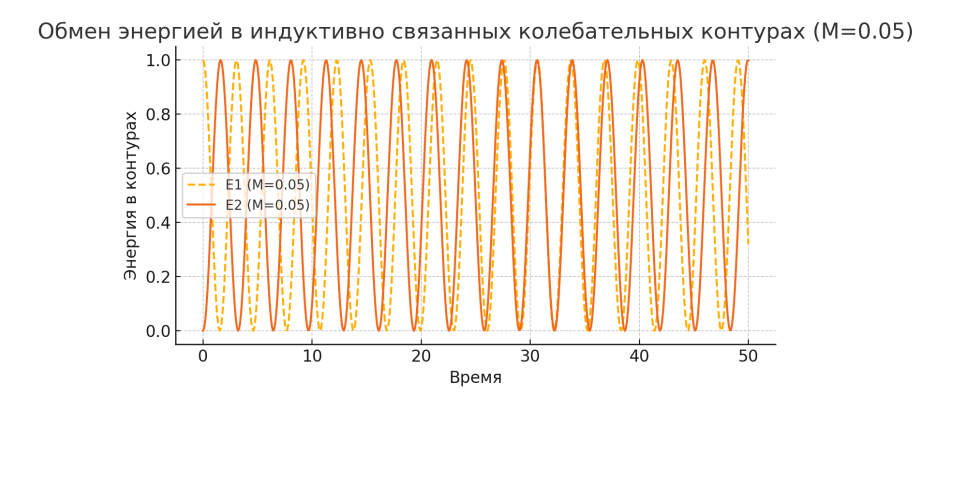 Обмен энергией в индуктивно связанных колебательных контурах (M=0.05)
Энергия в контурах
1.0
0.8
0.6
0.4
0.2
0.0
E1 (M=0.05)
E2 (M=0.05)
0 10 20 30 40 50
Время